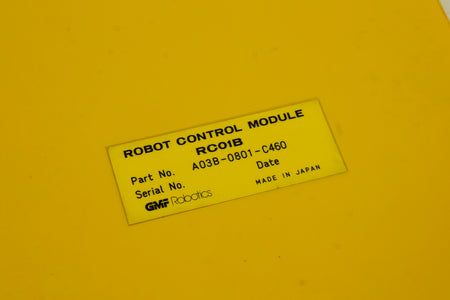 ROBOT CONTROL MODULE
RC01B
Part No. A03B-0801-C460
Serial No. Date
GMF Robotics MADE IN JAPAN